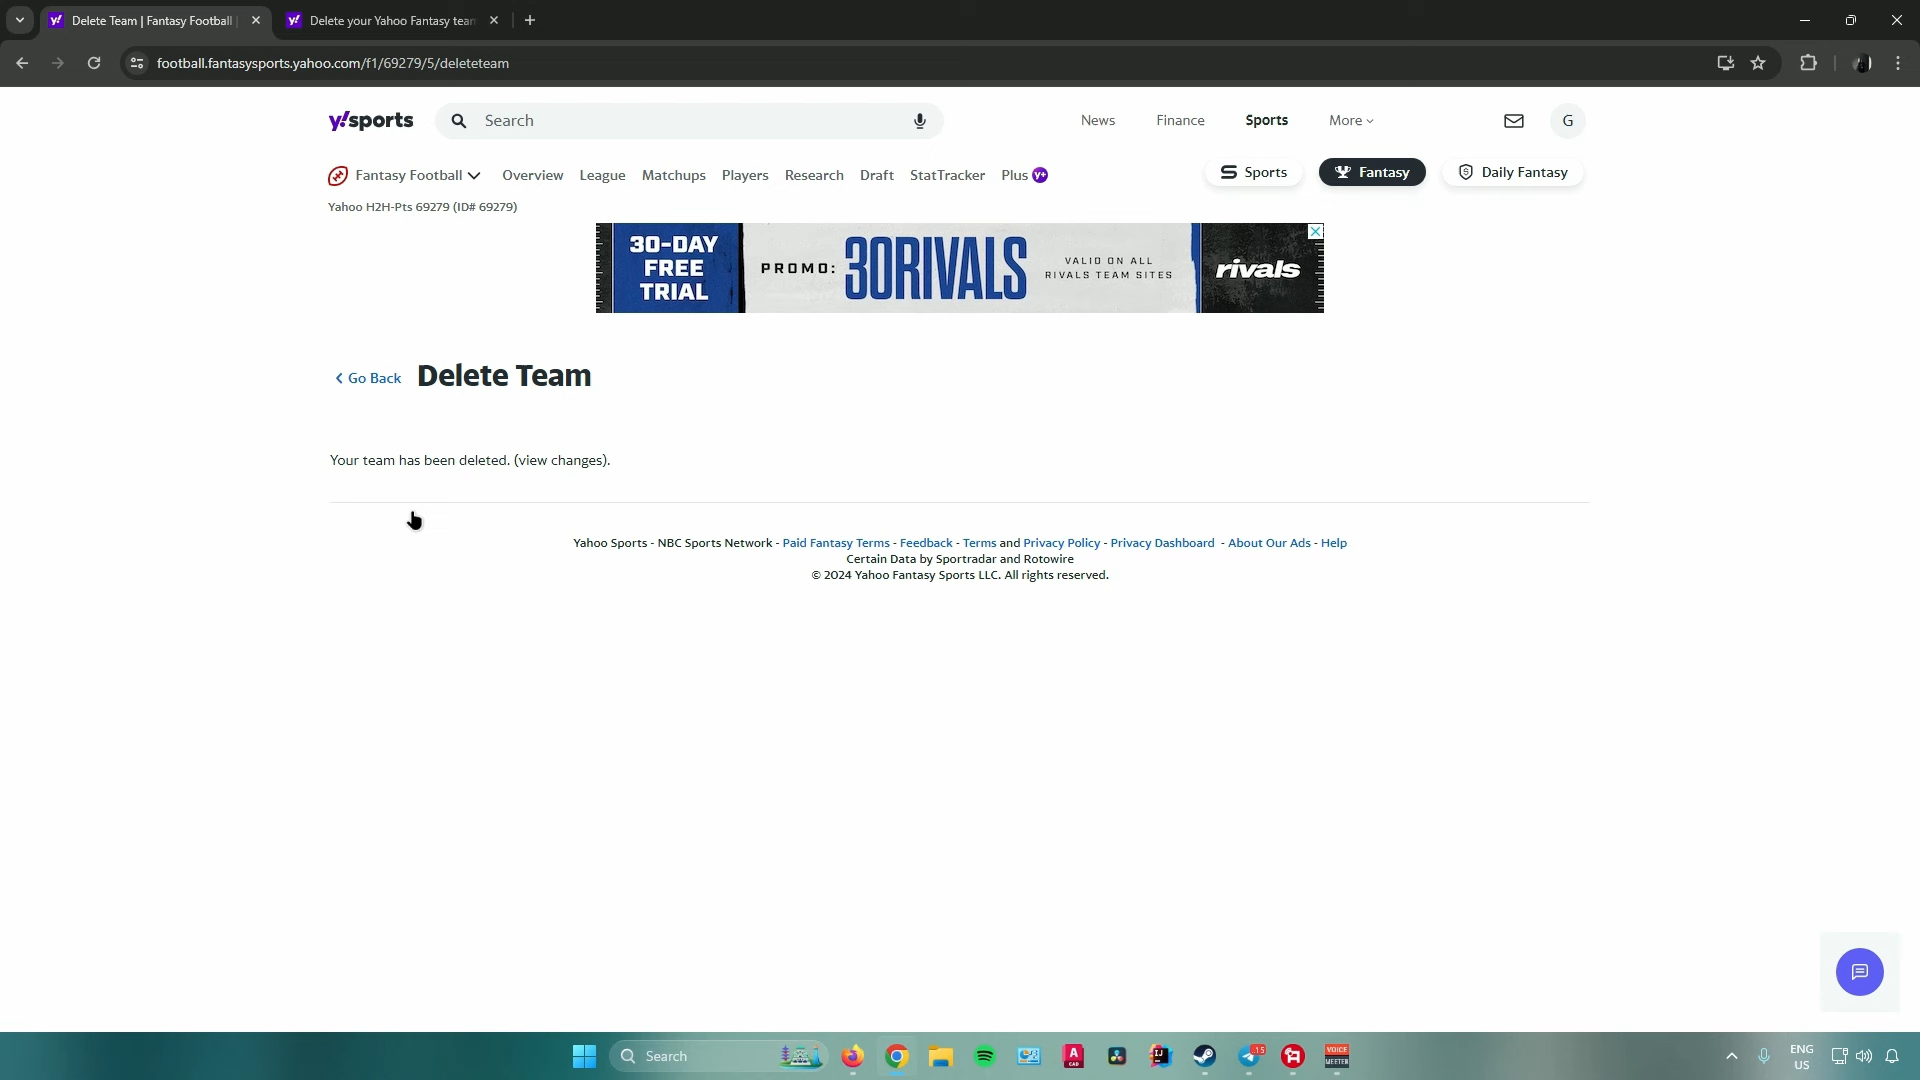 Delete Team | Fantasy Football
Delete your Yahoo Fantasy tean
football.fantasysports.yahoo.com/f1/69279/5/deleteteam
y!sports
Search
News
Finance
Sports
More
G
Fantasy Football
Overview
League
Matchups
Players
Research
Draft
StatTracker
Plus y+
Sports
Fantasy
Daily Fantasy
Yahoo H2H-Pts 69279 (ID# 69279)
30-DAY
FREE
TRIAL
PROMO: 30RIVALS
VALID ON ALL
RIVALS TEAM SITES
rivals
Go Back
Delete Team
Your team has been deleted. (view changes).
Yahoo Sports - NBC Sports Network - Paid Fantasy Terms - Feedback - Terms and Privacy Policy - Privacy Dashboard - About Our Ads - Help
Certain Data by Sportradar and Rotowire
© 2024 Yahoo Fantasy Sports LLC. All rights reserved.
Search
A
CAD
IJ
15
VOICE
MEETER
ENG
US